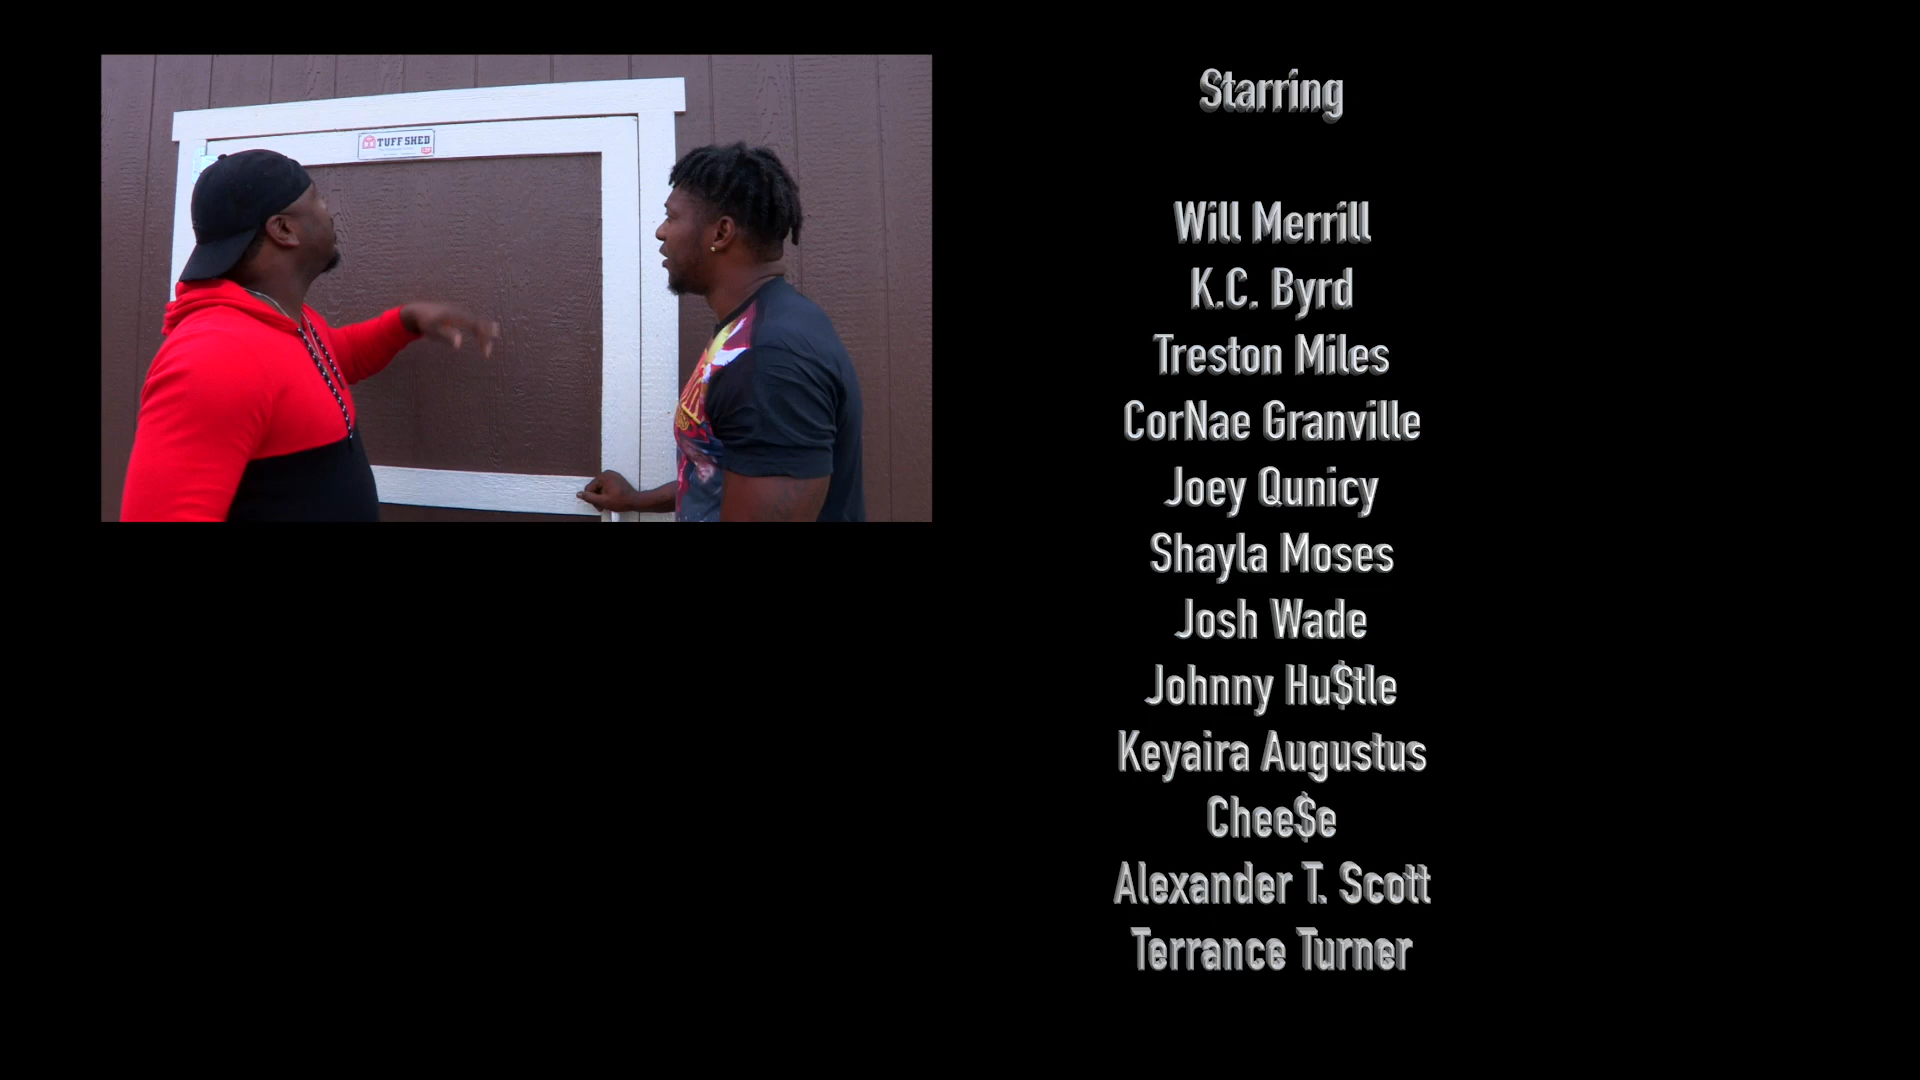 TUFF SHED
Starring
Will Merrill
K.C. Byrd
Treston Miles
CorNae Granville
Joey Qunicy
Shayla Moses
Josh Wade
Johnny Hu$tle
Keyaira Augustus
Chee$e
Alexander T. Scott
Terrance Turner